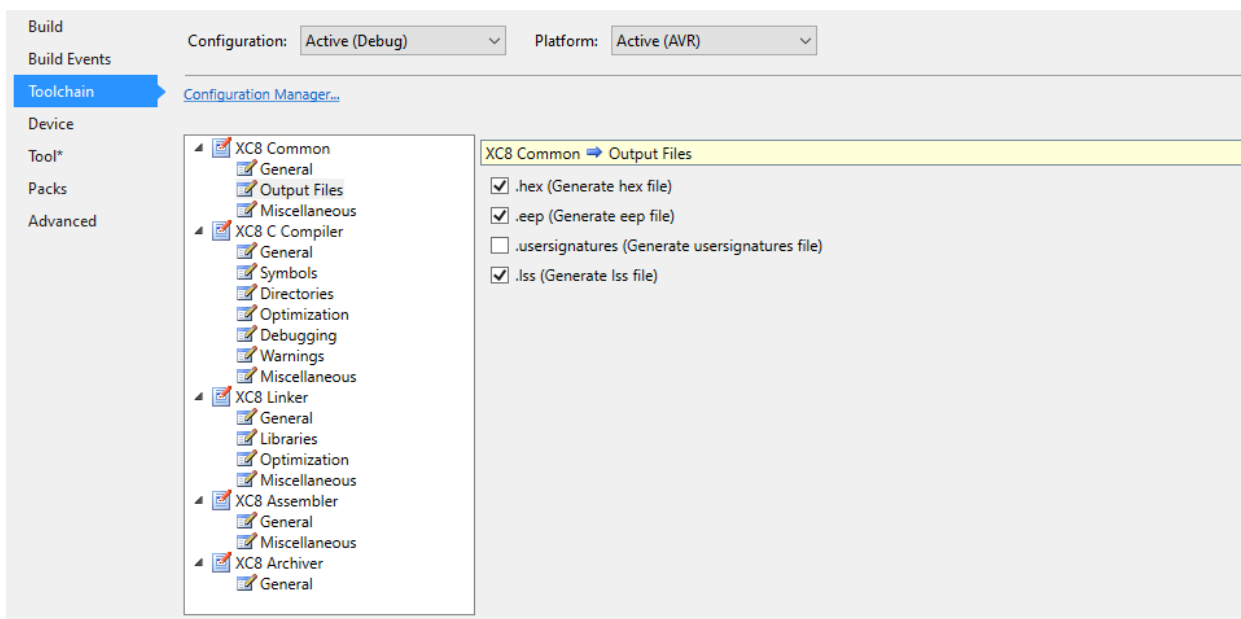 Build
Build Events
Toolchain
Device
Tool*
Packs
Advanced
Configuration: Active (Debug) Platform: Active (AVR)
Configuration Manager...
XC8 Common
General
Output Files
Miscellaneous
XC8 C Compiler
General
Symbols
Directories
Optimization
Debugging
Warnings
Miscellaneous
XC8 Linker
General
Libraries
Optimization
Miscellaneous
XC8 Assembler
General
Miscellaneous
XC8 Archiver
General
XC8 Common ➡ Output Files
.hex (Generate hex file)
.eep (Generate eep file)
.usersignatures (Generate usersignatures file)
.lss (Generate lss file)